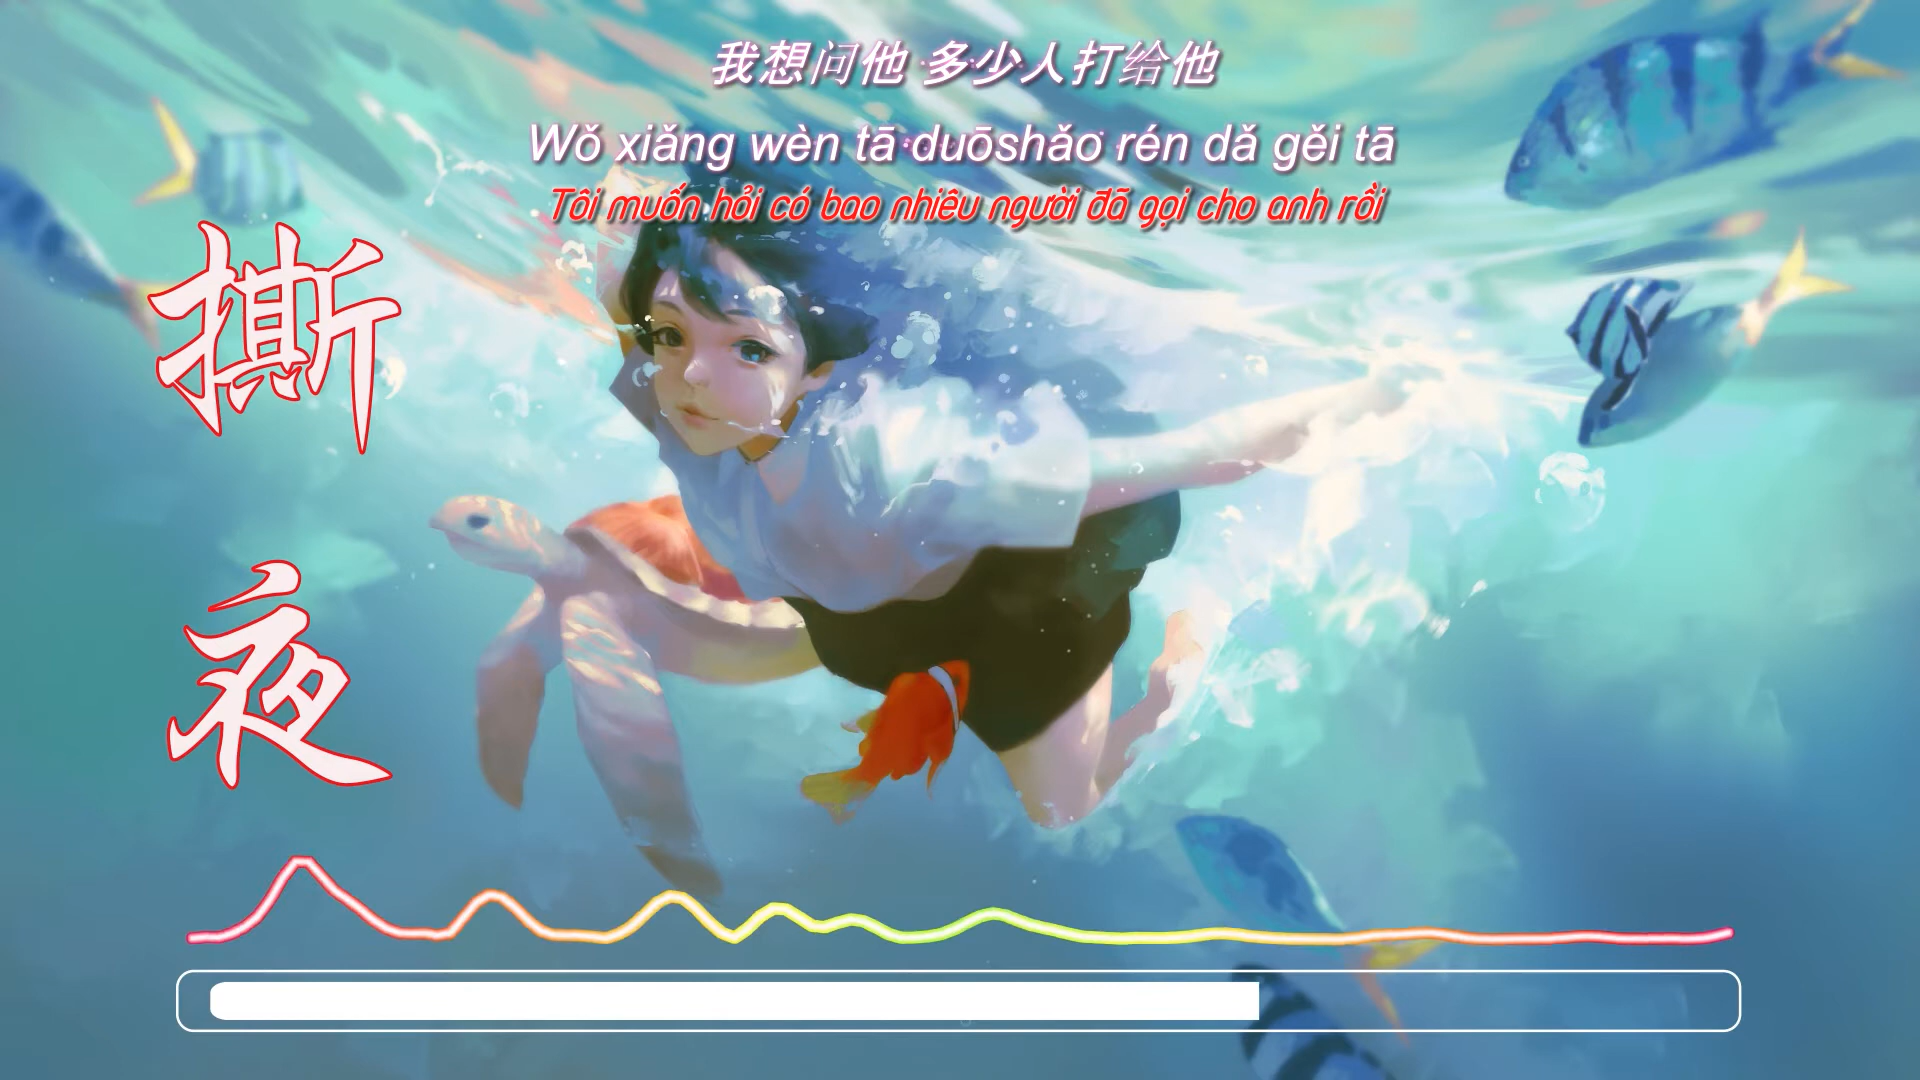 我想问他 多少人打给他
Wǒ xiǎng wèn tā duōshǎo rén dǎ gěi tā
Tôi muốn hỏi có bao nhiêu người đã gọi cho anh rồi
撕
夜